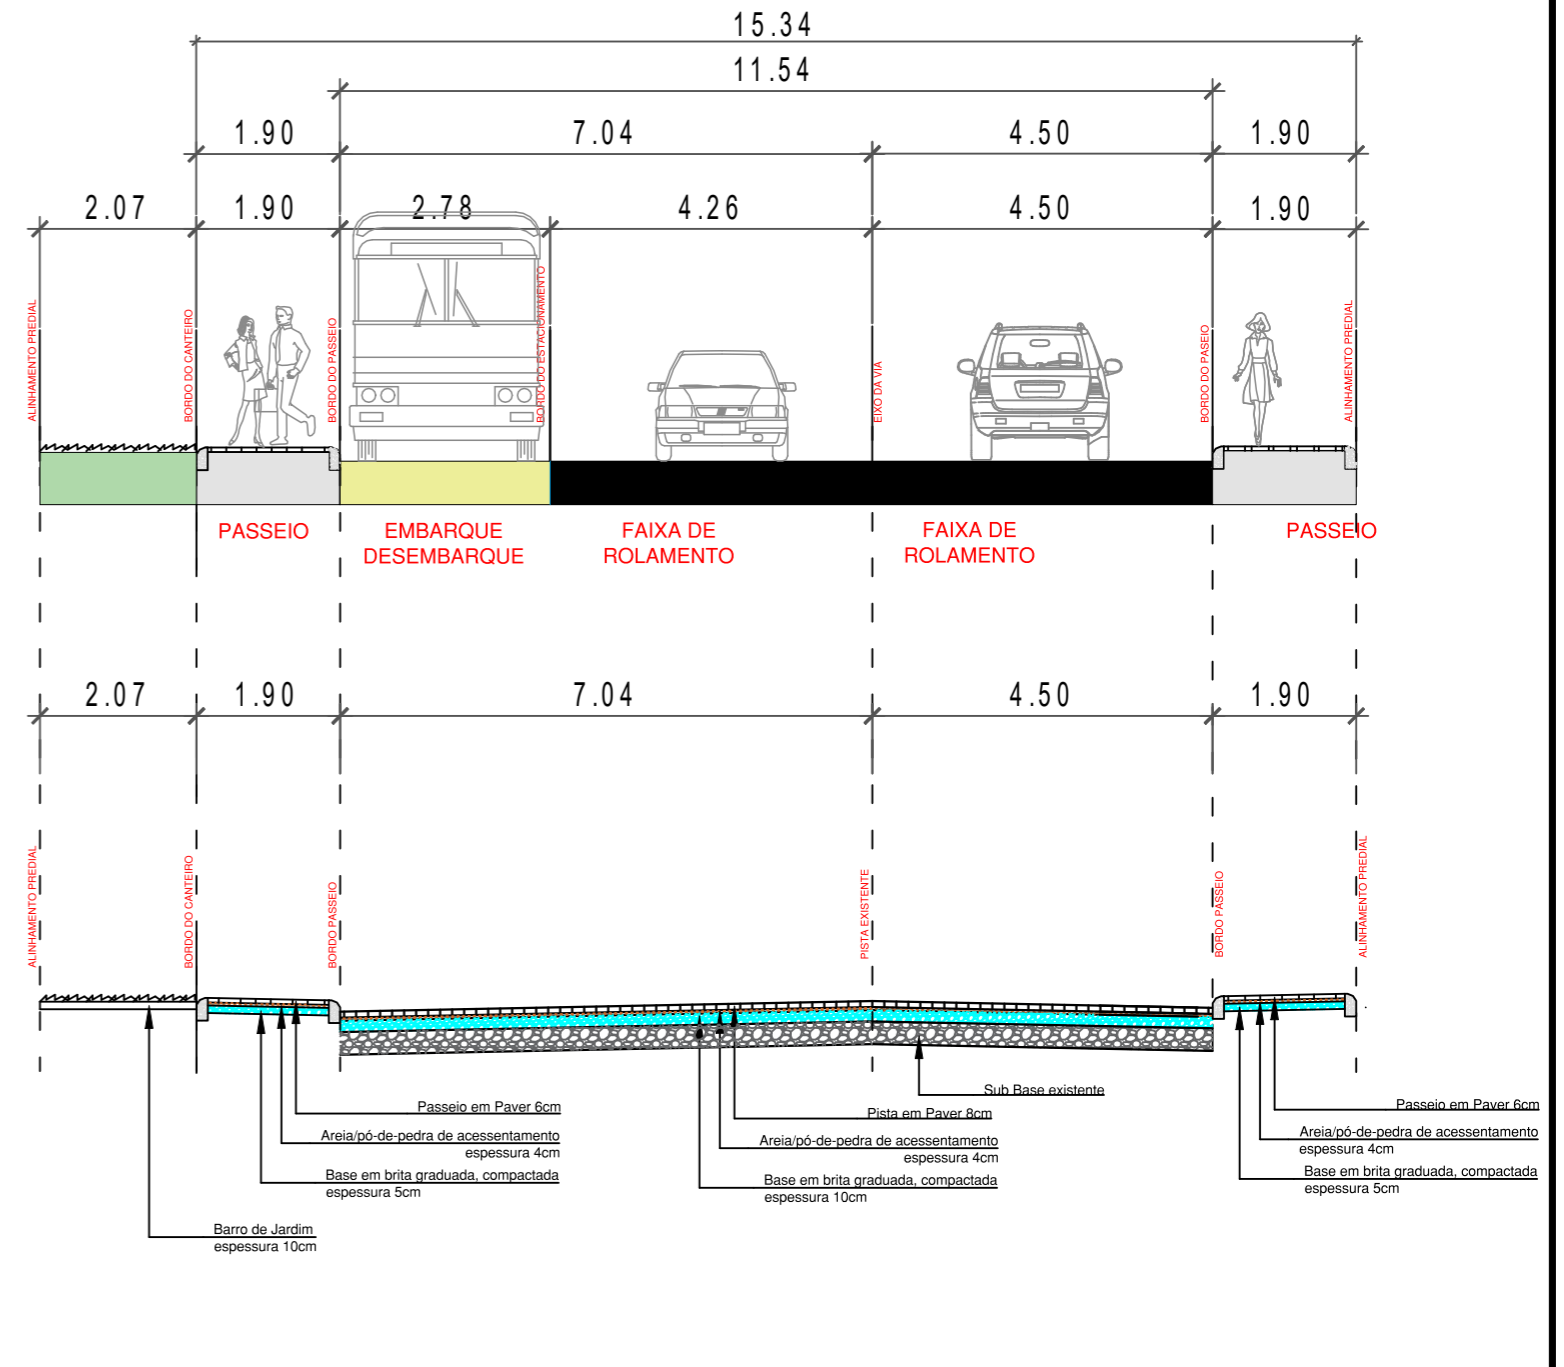 15.34
11.54
1.90 7.04 4.50 1.90
2.07 1.90 2.78 4.26 4.50 1.90
ALINHAMENTO PREDIAL
BORDO DO CANTEIRO
BORDO DO PASSEIO
BORDO DO ESTACIONAMENTO
EIXO DA VIA
BORDO DO PASEIO
ALINHAMENTO PREDIAL
PASSEIO
EMBARQUE
DESEMBARQUE
FAIXA DE
ROLAMENTO
FAIXA DE
ROLAMENTO
PASSEIO
2.07 1.90 7.04 4.50 1.90
ALINHAMENTO PREDIAL
BORDO DO CANTEIRO
BORDO PASSEIO
PISTA EXISTENTE
BORDO PASSEIO
ALINHAMENTO PREDIAL
Passeio em Paver 6cm
Areia/pó-de-pedra de acessentamento
espessura 4cm
Base em brita graduada, compactada
espessura 5cm
Barro de Jardim
espessura 10cm
Sub Base existente
Pista em Paver 8cm
Areia/pó-de-pedra de acessentamento
espessura 4cm
Base em brita graduada, compactada
espessura 10cm
Passeio em Paver 6cm
Areia/pó-de-pedra de acessentamento
espessura 4cm
Base em brita graduada, compactada
espessura 5cm